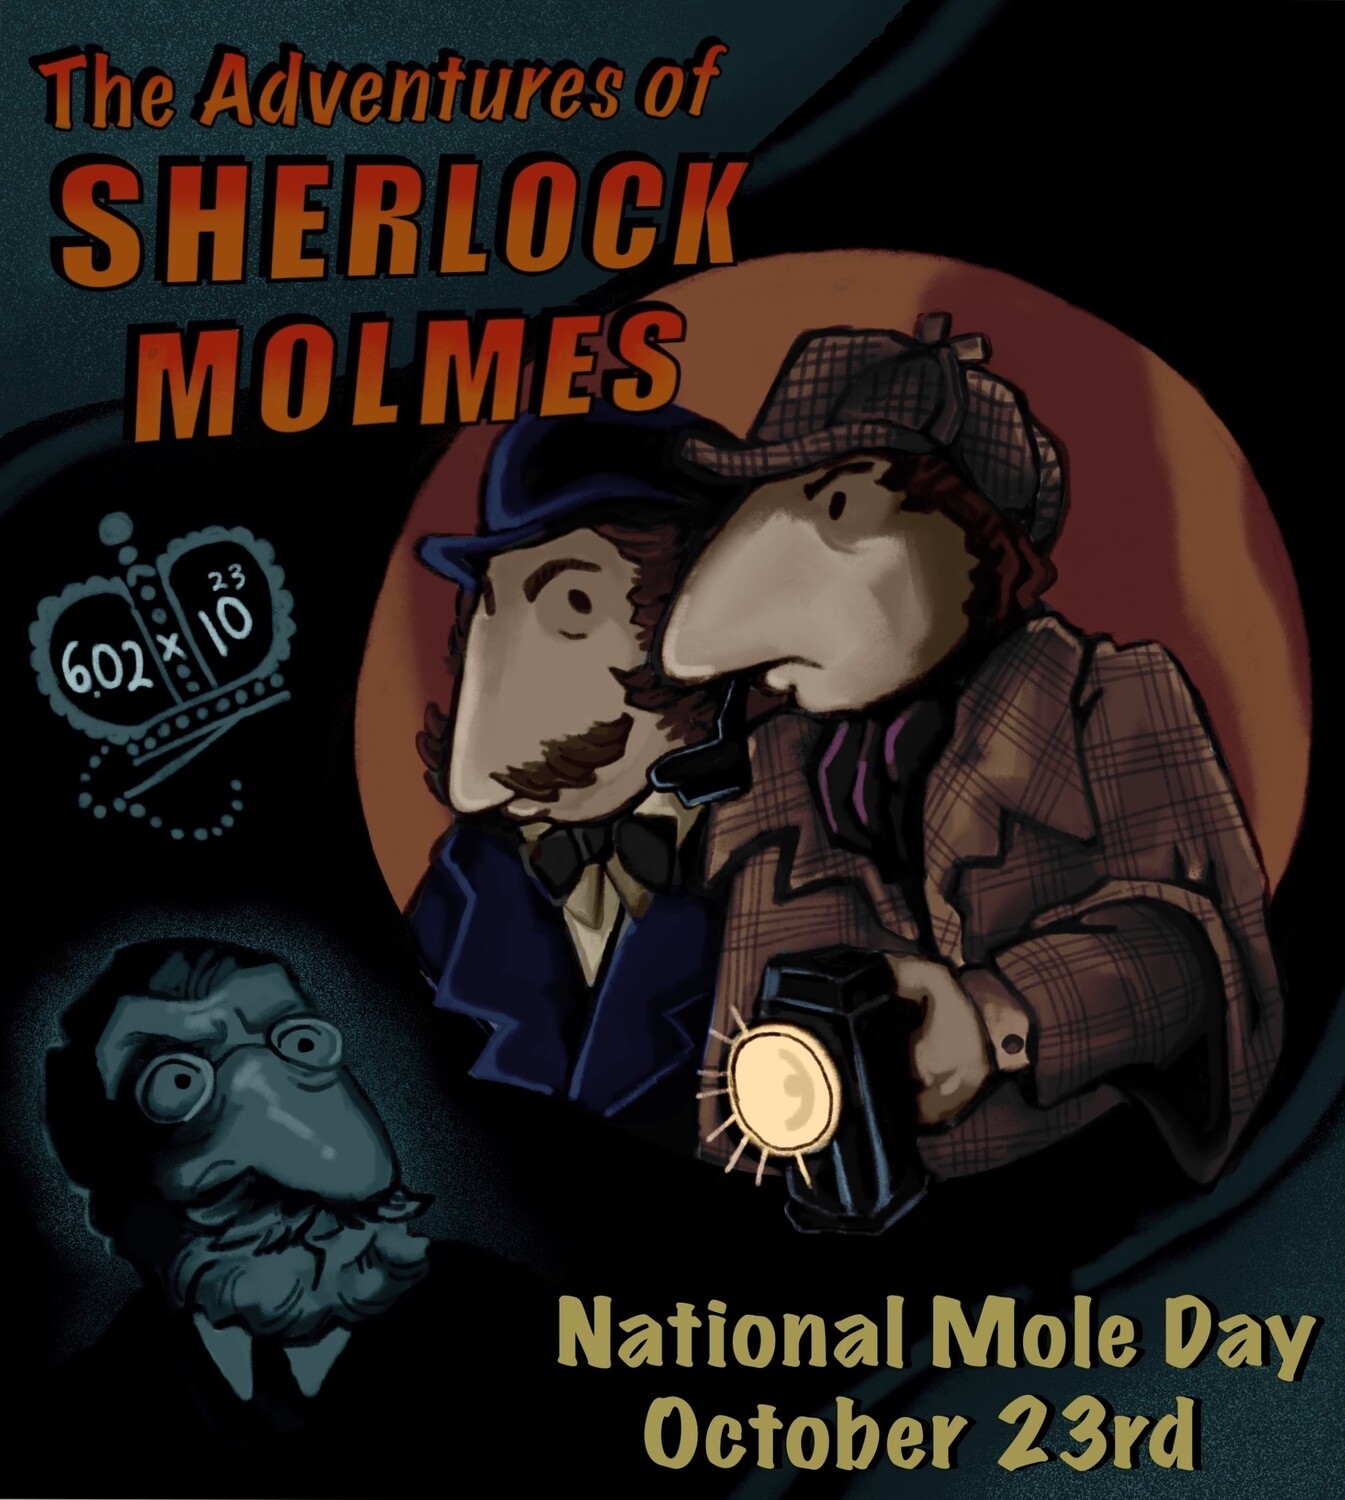 The Adventures of
SHERLOCK
MOLMES
6.02 x 10 23
National Mole Day
October 23rd